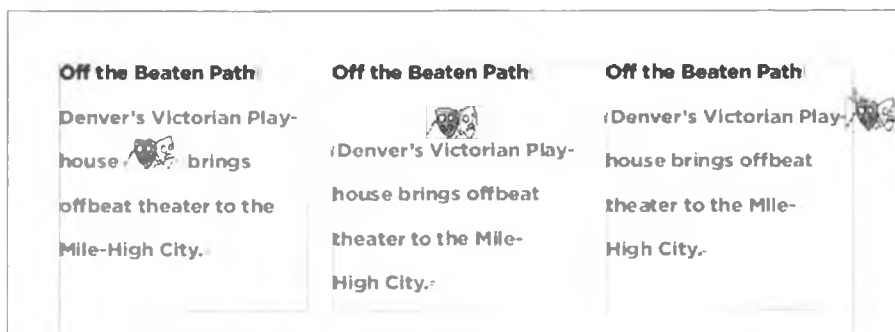 Off the Beaten Path
Denver's Victorian Play-
house brings
offbeat theater to the
Mile-High City.
Off the Beaten Path
Denver's Victorian Play-
house brings offbeat
theater to the Mile-
High City.
Off the Beaten Path
Denver's Victorian Play-
house brings offbeat
theater to the Mile-
High City.